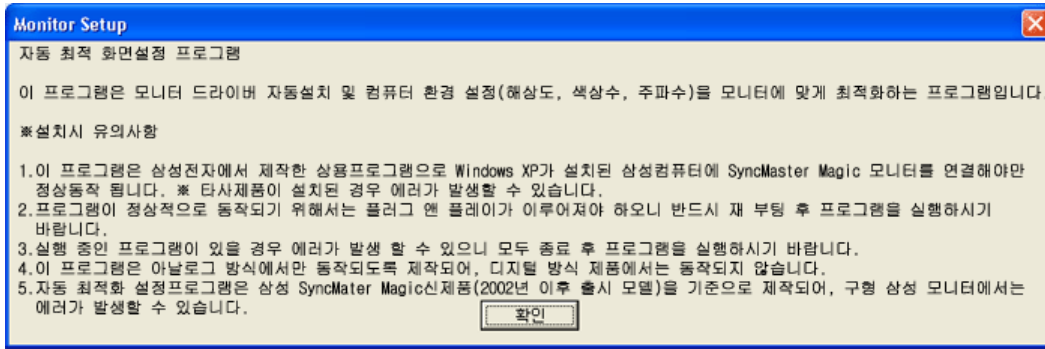 Monitor Setup
자동 최적 화면설정 프로그램
이 프로그램은 모니터 드라이버 자동설치 및 컴퓨터 환경 설정(해상도, 색상수, 주파수)을 모니터에 맞게 최적화하는 프로그램입니다.
※설치시 유의사항
1.이 프로그램은 삼성전자에서 제작한 상용프로그램으로 Windows XP가 설치된 삼성컴퓨터에 SyncMaster Magic 모니터를 연결해야만
정상동작 됩니다. ※ 타사제품이 설치된 경우 에러가 발생할 수 있습니다.
2.프로그램이 정상적으로 동작되기 위해서는 플러그 앤 플레이가 이루어져야 하오니 반드시 재 부팅 후 프로그램을 실행하시기
바랍니다.
3.실행 중인 프로그램이 있을 경우 에러가 발생 할 수 있으니 모두 종료 후 프로그램을 실행하시기 바랍니다.
4.이 프로그램은 아날로그 방식에서만 동작되도록 제작되어, 디지털 방식 제품에서는 동작되지 않습니다.
5.자동 최적화 설정프로그램은 삼성 SyncMater Magic신제품(2002년 이후 출시 모델)을 기준으로 제작되어, 구형 삼성 모니터에서는
에러가 발생할 수 있습니다.
확인